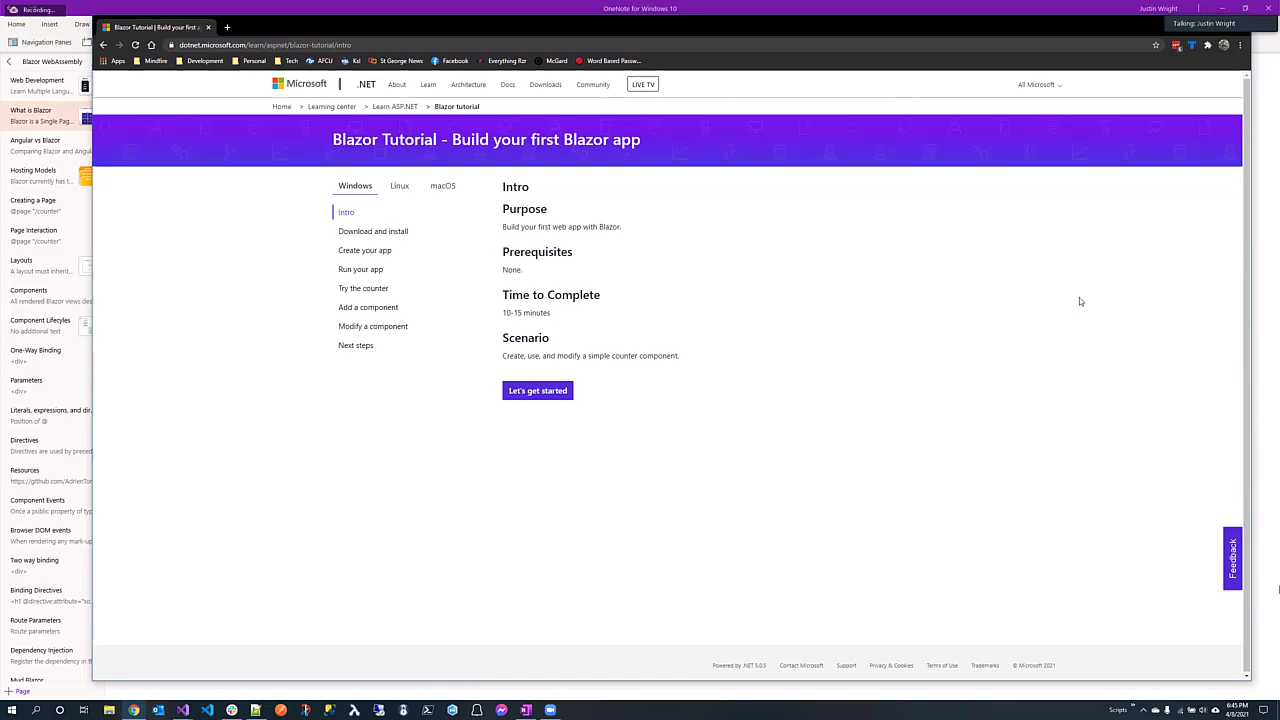 Recording...
OneNote for Windows 10
Justin Wright
Home
Insert
Draw
Talking: Justin Wright
Navigation Panes
Blazor WebAssembly
Web Development
Learn Multiple Langu...
What is Blazor
Blazor is a Single Pag...
Angular vs Blazor
Comparing Blazor and Angul
Hosting Models
Blazor currently has t...
Creating a Page
@page "/counter"
Page Interaction
@page "/counter"
Layouts
A layout must inherit...
Components
All rendered Blazor views des
Component Lifecyles
No additional text
One-Way Binding
<div>
Parameters
<div>
Literals, expressions, and dir.
Position of @
Directives
Directives are used by preced
Resources
https://github.com/AdrienTor
Component Events
Once a public property of typ
Browser DOM events
When rendering any mark-up
Two way binding
<div>
Binding Directives
<h1 @directive:attribute="so.
Route Parameters
Route parameters
Dependency Injection
Register the dependency in th
Mud Blazor
Page
Blazor Tutorial | Build your first
dotnet.microsoft.com/learn/aspnet/blazor-tutorial/intro
Apps
Mindfire
Development
Personal
Tech
AFCU
Ksl
St George News
Facebook
Everything Rzr
McGard
Word Based Passw...
Microsoft
.NET
About
Learn
Architecture
Docs
Downloads
Community
LIVE TV
All Microsoft
Home > Learning center > Learn ASP.NET > Blazor tutorial
Blazor Tutorial - Build your first Blazor app
Windows
Linux
macOS
Intro
Download and install
Create your app
Run your app
Try the counter
Add a component
Modify a component
Next steps
Intro
Purpose
Build your first web app with Blazor.
Prerequisites
None.
Time to Complete
10-15 minutes
Scenario
Create, use, and modify a simple counter component.
Let's get started
Feedback
Powered by .NET 5.0.5
Contact Microsoft
Support
Privacy & Cookies
Terms of Use
Trademarks
© Microsoft 2021
Scripts
6:45 PM
4/8/2021